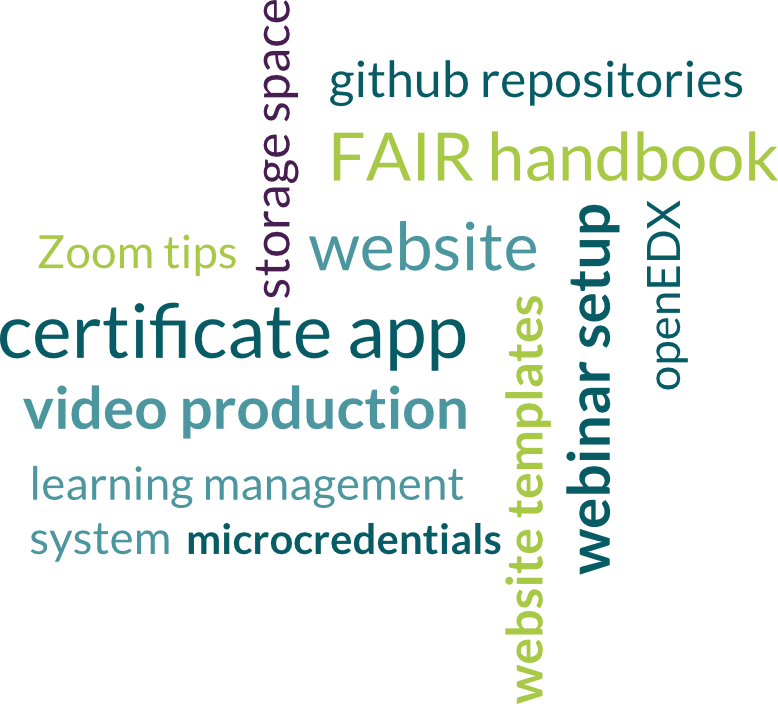 storage space
github repositories
FAIR handbook
Zoom tips
website
webinar setup
openEDX
certificate app
website templates
video production
learning management
system
microcredentials